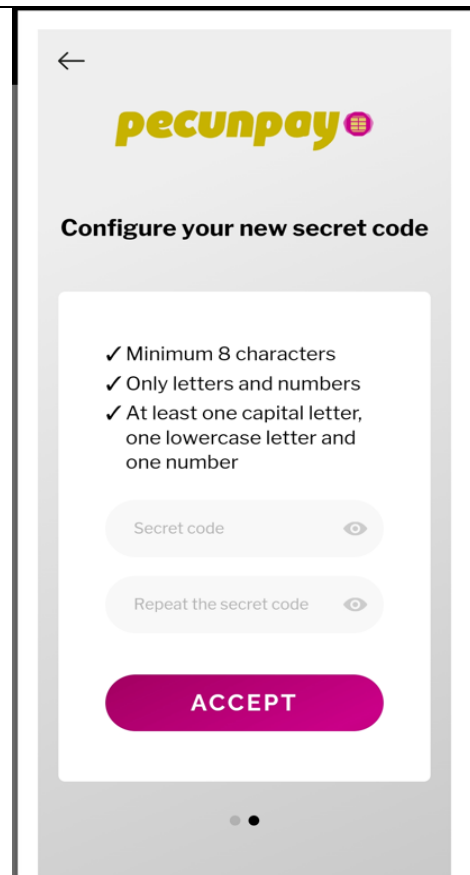 pecunpay
Configure your new secret code
✓ Minimum 8 characters
✓ Only letters and numbers
✓ At least one capital letter,
one lowercase letter and
one number
Secret code
Repeat the secret code
ACCEPT